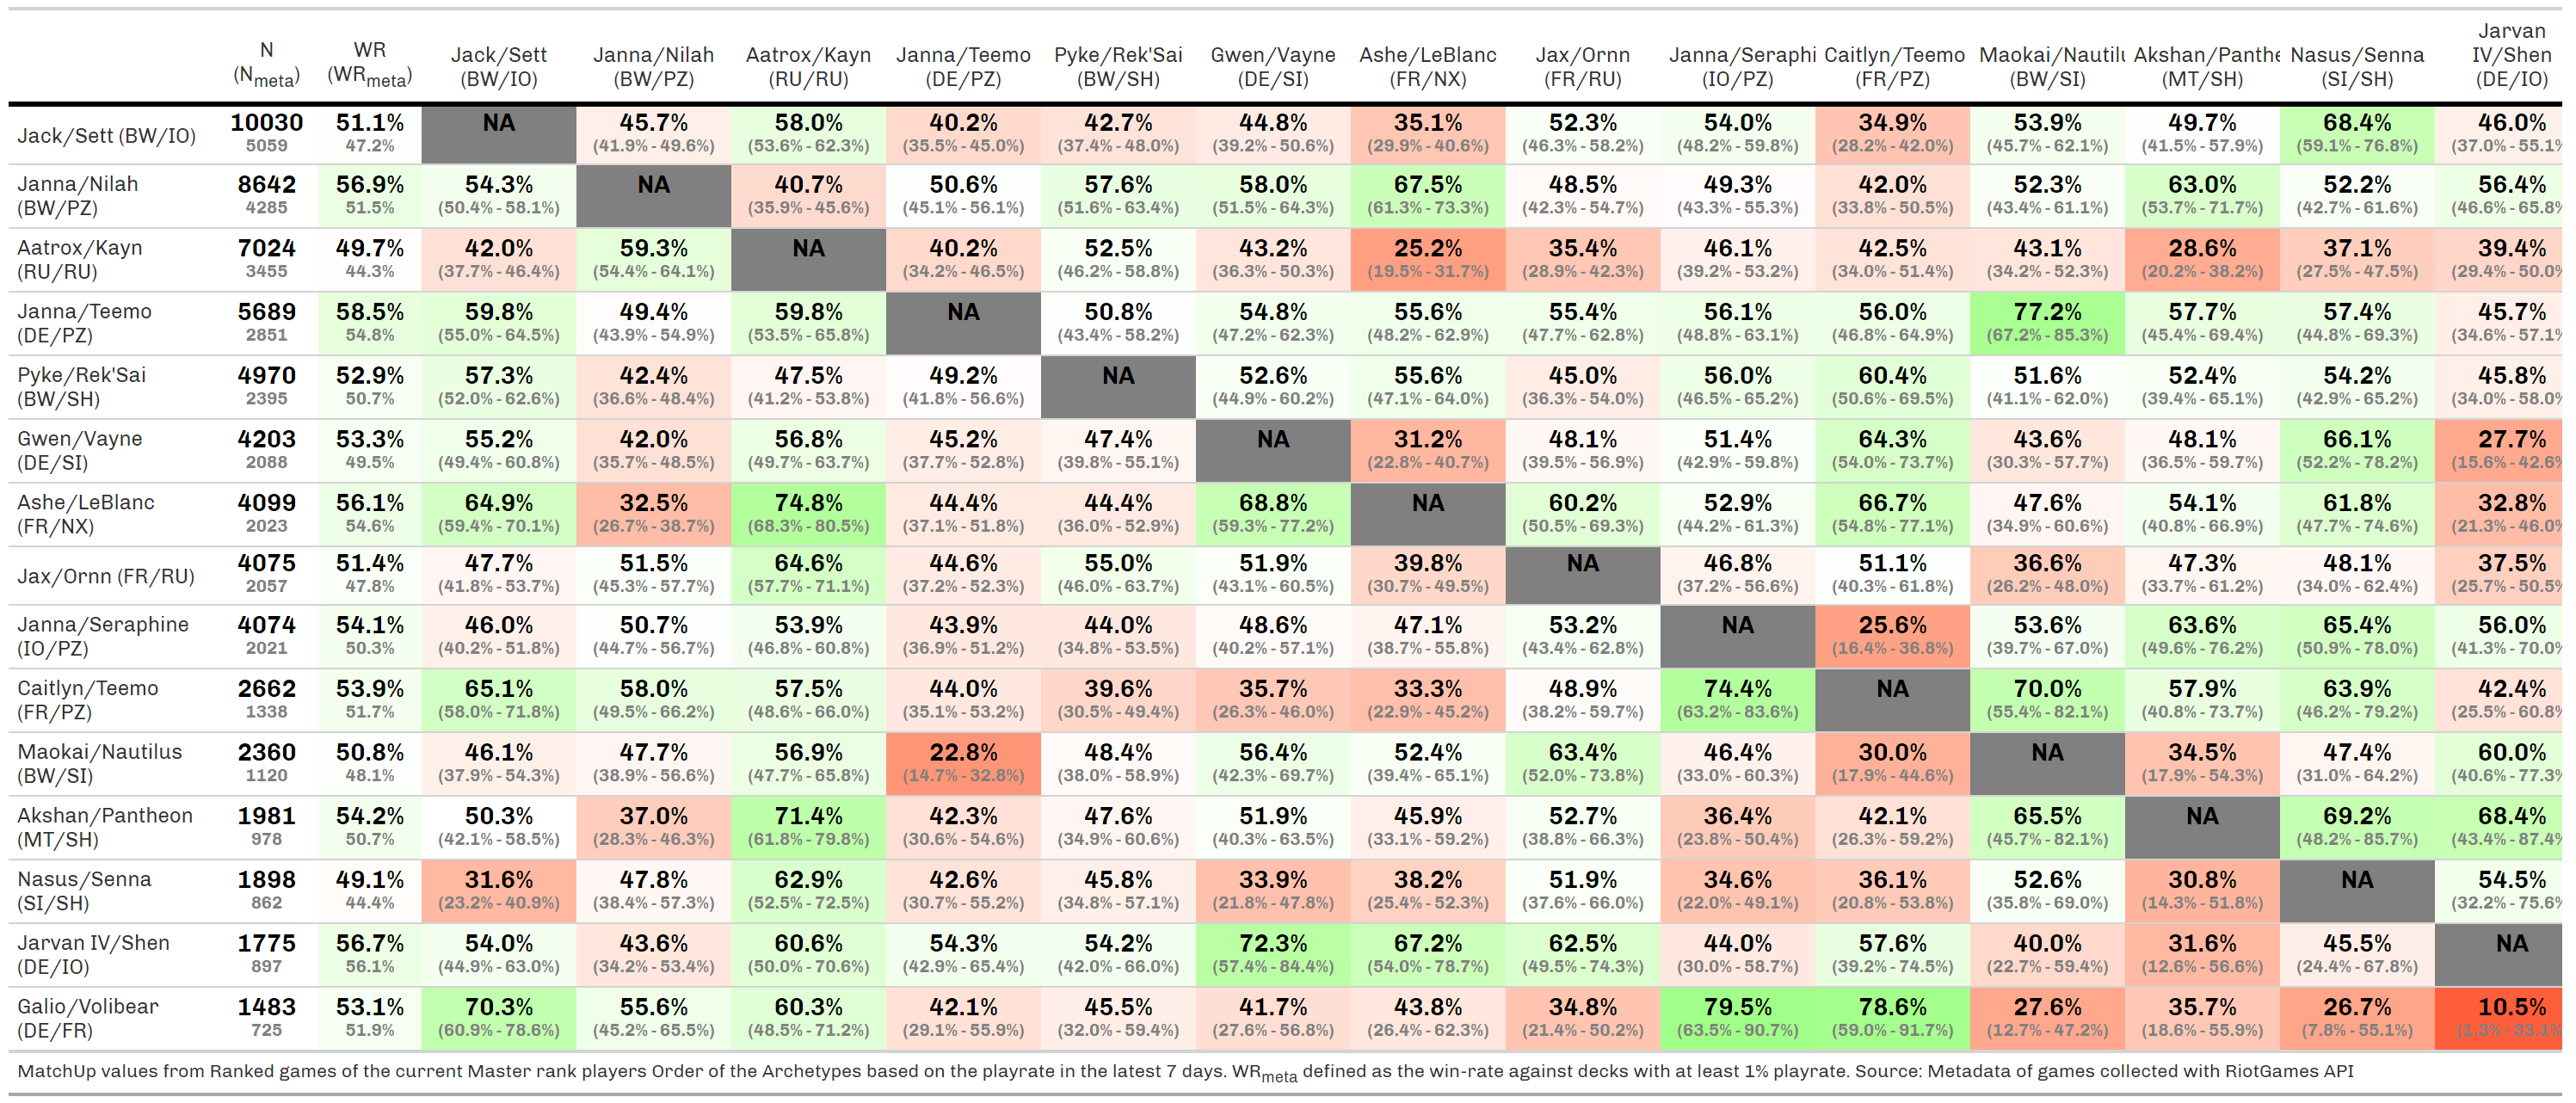 N (Nmeta) WR (WRmeta) Jack/Sett (BW/IO) Janna/Nilah (BW/PZ) Aatrox/Kayn (RU/RU) Janna/Teemo (DE/PZ) Pyke/Rek'Sai (BW/SH) Gwen/Vayne (DE/SI) Ashe/LeBlanc (FR/NX) Jax/Ornn (FR/RU) Janna/Seraphi (IO/PZ) Caitlyn/Teemo (FR/PZ) Maokai/Nautilu (BW/SI) Akshan/Panthe (MT/SH) Nasus/Senna (SI/SH) Jarvan IV/Shen (DE/IO)
Jack/Sett (BW/IO) 10030 51.1% NA 45.7% 58.0% 40.2% 42.7% 44.8% 35.1% 52.3% 54.0% 34.9% 53.9% 49.7% 68.4% 46.0%
5059 47.2% (41.9% - 49.6%) (53.6% - 62.3%) (35.5% - 45.0%) (37.4% - 48.0%) (39.2% - 50.6%) (29.9% - 40.6%) (46.3% - 58.2%) (48.2% - 59.8%) (28.2% - 42.0%) (45.7% - 62.1%) (41.5% - 57.9%) (59.1% - 76.8%) (37.0% - 55.1%
Janna/Nilah 8642 56.9% 54.3% NA 40.7% 50.6% 57.6% 58.0% 67.5% 48.5% 49.3% 42.0% 52.3% 63.0% 52.2% 56.4%
(BW/PZ) 4285 51.5% (50.4% - 58.1%) (35.9% - 45.6%) (45.1% - 56.1%) (51.6% - 63.4%) (51.5% - 64.3%) (61.3% - 73.3%) (42.3% - 54.7%) (43.3% - 55.3%) (33.8% - 50.5%) (43.4% - 61.1%) (53.7% - 71.7%) (42.7% - 61.6%) (46.6% - 65.8%
Aatrox/Kayn 7024 49.7% 42.0% 59.3% NA 40.2% 52.5% 43.2% 25.2% 35.4% 46.1% 42.5% 43.1% 28.6% 37.1% 39.4%
(RU/RU) 3455 44.3% (37.7% - 46.4%) (54.4% - 64.1%) (34.2% - 46.5%) (46.2% - 58.8%) (36.3% - 50.3%) (19.5% - 31.7%) (28.9% - 42.3%) (39.2% - 53.2%) (34.0% - 51.4%) (34.2% - 52.3%) (20.2% - 38.2%) (27.5% - 47.5%) (29.4% - 50.0%
Janna/Teemo 5689 58.5% 59.8% 49.4% 59.8% NA 50.8% 54.8% 55.6% 55.4% 56.1% 56.0% 77.2% 57.7% 57.4% 45.7%
(DE/PZ) 2851 54.8% (55.0% - 64.5%) (43.9% - 54.9%) (53.5% - 65.8%) (43.4% - 58.2%) (47.2% - 62.3%) (48.2% - 62.9%) (47.7% - 62.8%) (48.8% - 63.1%) (46.8% - 64.9%) (67.2% - 85.3%) (45.4% - 69.4%) (44.8% - 69.3%) (34.6% - 57.1%
Pyke/Rek'Sai 4970 52.9% 57.3% 42.4% 47.5% 49.2% NA 52.6% 55.6% 45.0% 56.0% 60.4% 51.6% 52.4% 54.2% 45.8%
(BW/SH) 2395 50.7% (52.0% - 62.6%) (36.6% - 48.4%) (41.2% - 53.8%) (41.8% - 56.6%) (44.9% - 60.2%) (47.1% - 64.0%) (36.3% - 54.0%) (46.5% - 65.2%) (50.6% - 69.5%) (41.1% - 62.0%) (39.4% - 65.1%) (42.9% - 65.2%) (34.0% - 58.0%
Gwen/Vayne 4203 53.3% 55.2% 42.0% 56.8% 45.2% 47.4% NA 31.2% 48.1% 51.4% 64.3% 43.6% 48.1% 66.1% 27.7%
(DE/SI) 2088 49.5% (49.4% - 60.8%) (35.7% - 48.5%) (49.7% - 63.7%) (37.7% - 52.8%) (39.8% - 55.1%) (22.8% - 40.7%) (39.5% - 56.9%) (42.9% - 59.8%) (54.0% - 73.7%) (30.3% - 57.7%) (36.5% - 59.7%) (52.2% - 78.2%) (15.6% - 42.6%
Ashe/LeBlanc 4099 56.1% 64.9% 32.5% 74.8% 44.4% 44.4% 68.8% NA 60.2% 52.9% 66.7% 47.6% 54.1% 61.8% 32.8%
(FR/NX) 2023 54.6% (59.4% - 70.1%) (26.7% - 38.7%) (68.3% - 80.5%) (37.1% - 51.8%) (36.0% - 52.9%) (59.3% - 77.2%) (50.5% - 69.3%) (44.2% - 61.3%) (54.8% - 77.1%) (34.9% - 60.6%) (40.8% - 66.9%) (47.7% - 74.6%) (21.3% - 46.0%
Jax/Ornn (FR/RU) 4075 51.4% 47.7% 51.5% 64.6% 44.6% 55.0% 51.9% 39.8% NA 46.8% 51.1% 36.6% 47.3% 48.1% 37.5%
2057 47.8% (41.8% - 53.7%) (45.3% - 57.7%) (57.7% - 71.1%) (37.2% - 52.3%) (46.0% - 63.7%) (43.1% - 60.5%) (30.7% - 49.5%) (37.2% - 56.6%) (40.3% - 61.8%) (26.2% - 48.0%) (33.7% - 61.2%) (34.0% - 62.4%) (25.7% - 50.5%
Janna/Seraphine 4074 54.1% 46.0% 50.7% 53.9% 43.9% 44.0% 48.6% 47.1% 53.2% NA 25.6% 53.6% 63.6% 65.4% 56.0%
(IO/PZ) 2021 50.3% (40.2% - 51.8%) (44.7% - 56.7%) (46.8% - 60.8%) (36.9% - 51.2%) (34.8% - 53.5%) (40.2% - 57.1%) (38.7% - 55.8%) (43.4% - 62.8%) (16.4% - 36.8%) (39.7% - 67.0%) (49.6% - 76.2%) (50.9% - 78.0%) (41.3% - 70.0%
Caitlyn/Teemo 2662 53.9% 65.1% 58.0% 57.5% 44.0% 39.6% 35.7% 33.3% 48.9% 74.4% NA 70.0% 57.9% 63.9% 42.4%
(FR/PZ) 1338 51.7% (58.0% - 71.8%) (49.5% - 66.2%) (48.6% - 66.0%) (35.1% - 53.2%) (30.5% - 49.4%) (26.3% - 46.0%) (22.9% - 45.2%) (38.2% - 59.7%) (63.2% - 83.6%) (55.4% - 82.1%) (40.8% - 73.7%) (46.2% - 79.2%) (25.5% - 60.8%
Maokai/Nautilus 2360 50.8% 46.1% 47.7% 56.9% 22.8% 48.4% 56.4% 52.4% 63.4% 46.4% 30.0% NA 34.5% 47.4% 60.0%
(BW/SI) 1120 48.1% (37.9% - 54.3%) (38.9% - 56.6%) (47.7% - 65.8%) (14.7% - 32.8%) (38.0% - 58.9%) (42.3% - 69.7%) (39.4% - 65.1%) (52.0% - 73.8%) (33.0% - 60.3%) (17.9% - 44.6%) (17.9% - 54.3%) (31.0% - 64.2%) (40.6% - 77.3%
Akshan/Pantheon 1981 54.2% 50.3% 37.0% 71.4% 42.3% 47.6% 51.9% 45.9% 52.7% 36.4% 42.1% 65.5% NA 69.2% 68.4%
(MT/SH) 978 50.7% (42.1% - 58.5%) (28.3% - 46.3%) (61.8% - 79.8%) (30.6% - 54.6%) (34.9% - 60.6%) (40.3% - 63.5%) (33.1% - 59.2%) (38.8% - 66.3%) (23.8% - 50.4%) (26.3% - 59.2%) (45.7% - 82.1%) (48.2% - 85.7%) (43.4% - 87.4%
Nasus/Senna 1898 49.1% 31.6% 47.8% 62.9% 42.6% 45.8% 33.9% 38.2% 51.9% 34.6% 36.1% 52.6% 30.8% NA 54.5%
(SI/SH) 862 44.4% (23.2% - 40.9%) (38.4% - 57.3%) (52.5% - 72.5%) (30.7% - 55.2%) (34.8% - 57.1%) (21.8% - 47.8%) (25.4% - 52.3%) (37.6% - 66.0%) (22.0% - 49.1%) (20.8% - 53.8%) (35.8% - 69.0%) (14.3% - 51.8%) (32.2% - 75.6%
Jarvan IV/Shen 1775 56.7% 54.0% 43.6% 60.6% 54.3% 54.2% 72.3% 67.2% 62.5% 44.0% 57.6% 40.0% 31.6% 45.5% NA
(DE/IO) 897 56.1% (44.9% - 63.0%) (34.2% - 53.4%) (50.0% - 70.6%) (42.9% - 65.4%) (42.0% - 66.0%) (57.4% - 84.4%) (54.0% - 78.7%) (49.5% - 74.3%) (30.0% - 58.7%) (39.2% - 74.5%) (22.7% - 59.4%) (12.6% - 56.6%) (24.4% - 67.8%)
Galio/Volibear 1483 53.1% 70.3% 55.6% 60.3% 42.1% 45.5% 41.7% 43.8% 34.8% 79.5% 78.6% 27.6% 35.7% 26.7% 10.5%
(DE/FR) 725 51.9% (60.9% - 78.6%) (45.2% - 65.5%) (48.5% - 71.2%) (29.1% - 55.9%) (32.0% - 59.4%) (27.6% - 56.8%) (26.4% - 62.3%) (21.4% - 50.2%) (63.5% - 90.7%) (59.0% - 91.7%) (12.7% - 47.2%) (18.6% - 55.9%) (7.8% - 55.1%) (1.3% - 33.1%
MatchUp values from Ranked games of the current Master rank players Order of the Archetypes based on the playrate in the latest 7 days. WRmeta defined as the win-rate against decks with at least 1% playrate. Source: Metadata of games collected with RiotGames API